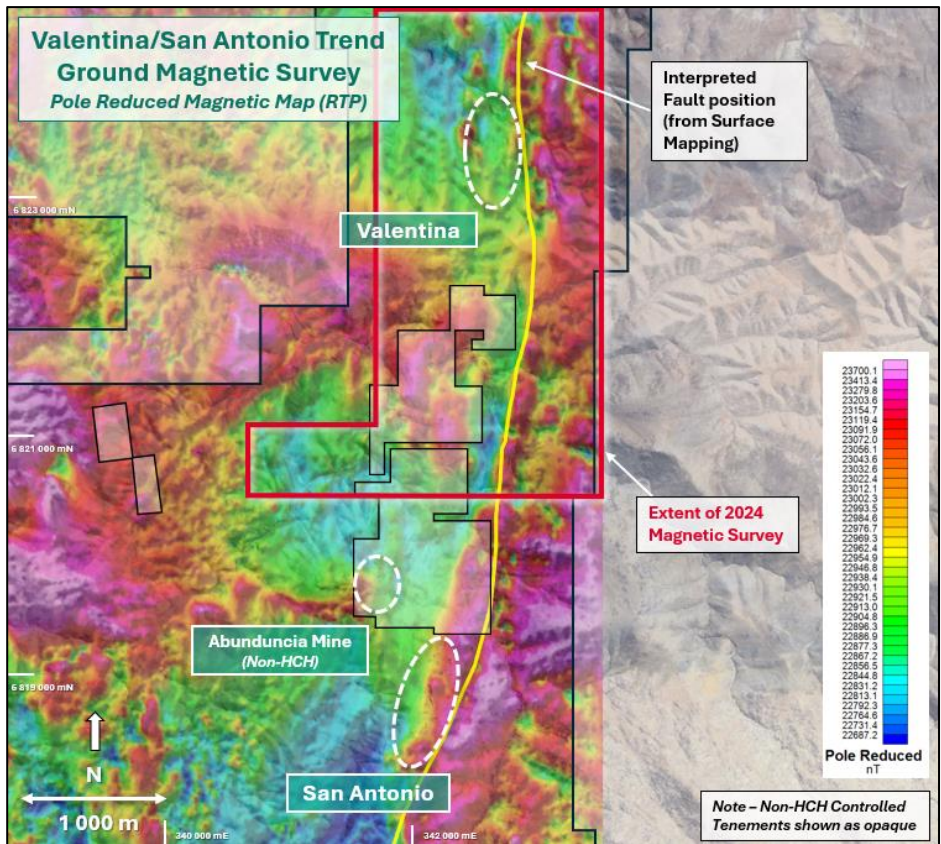 Valentina/San Antonio Trend
Ground Magnetic Survey
Pole Reduced Magnetic Map (RTP)
Interpreted
Fault position
(from Surface
Mapping)
6 823 000 mN
Valentina
23700.1
23413.4
23279.8
23203.6
23154.7
23119.4
23091.9
23072.0
23056.1
23043.6
23032.6
23022.4
23012.1
23002.3
22993.5
22984.6
22976.7
22969.3
22962.4
22954.9
22946.8
22938.4
22930.1
22921.5
22913.0
22904.8
22896.3
22886.9
22877.3
22867.2
22856.5
22844.8
22831.2
22813.1
22792.3
22764.6
22731.4
22687.2
Pole Reduced
nT
6 821 000 mN
Extent of 2024
Magnetic Survey
Abunduncia Mine
(Non-HCH)
6 819 000 mN
N
San Antonio
1 000 m
340 000 mE
342 000 mE
Note – Non-HCH Controlled
Tenements shown as opaque